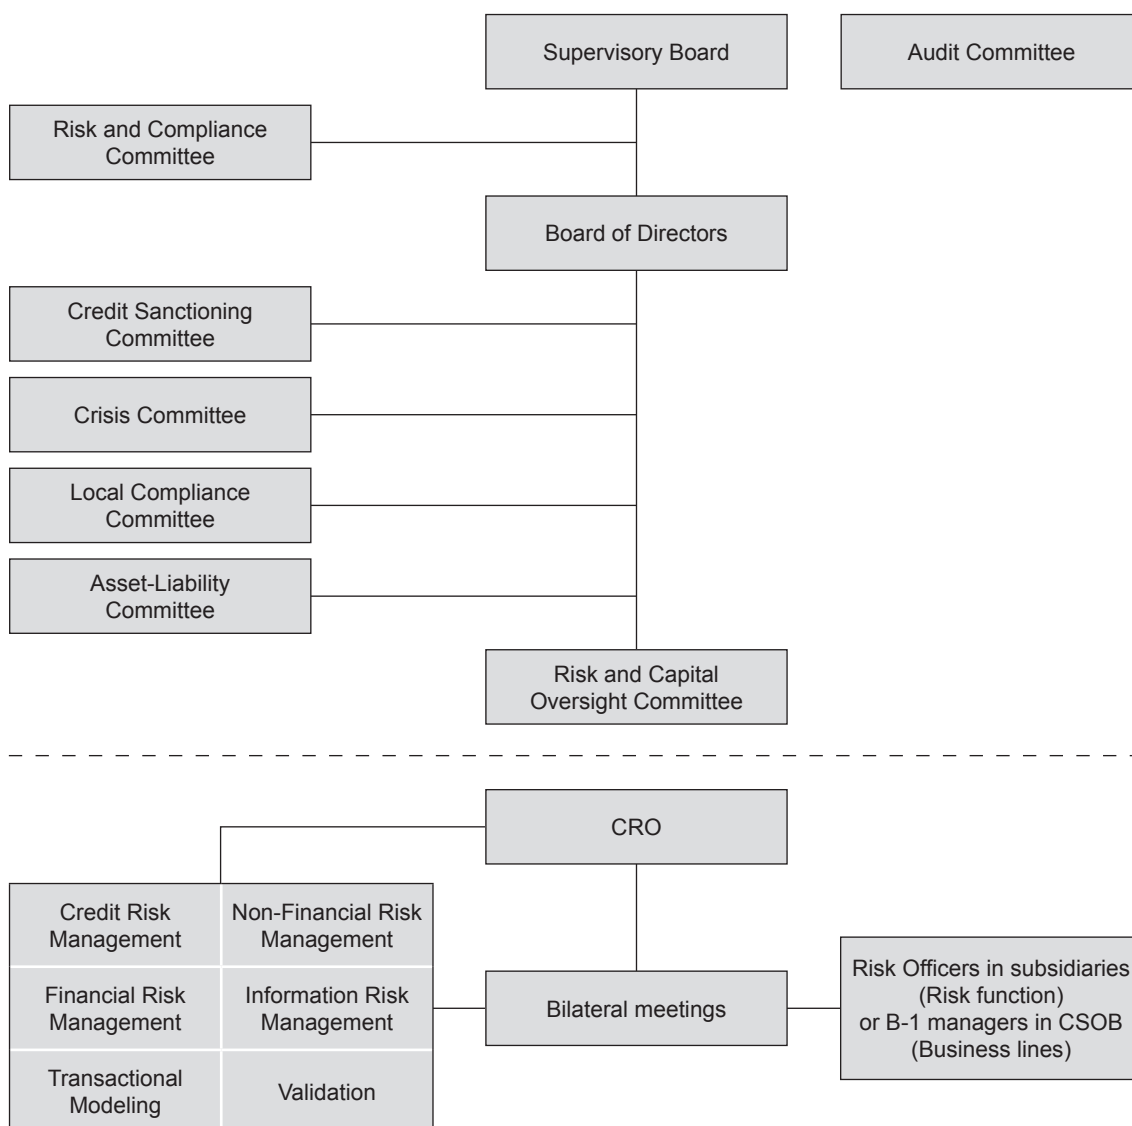 Supervisory Board
Audit Committee
Risk and Compliance
Committee
Board of Directors
Credit Sanctioning
Committee
Crisis Committee
Local Compliance
Committee
Asset-Liability
Committee
Risk and Capital
Oversight Committee
CRO
Credit Risk
Management
Non-Financial Risk
Management
Financial Risk
Management
Information Risk
Management
Transactional
Modeling
Validation
Bilateral meetings
Risk Officers in subsidiaries
(Risk function)
or B-1 managers in CSOB
(Business lines)